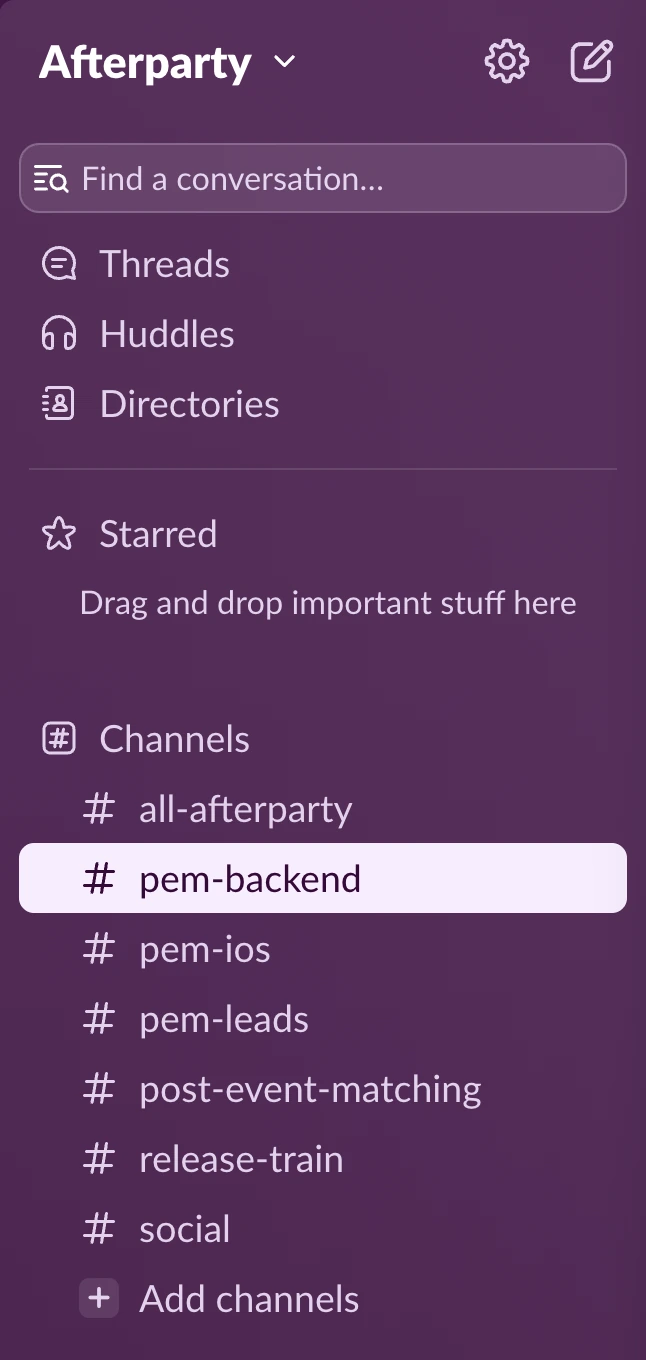 Afterparty
Find a conversation...
Threads
Huddles
Directories
Starred
Drag and drop important stuff here
Channels
# all-afterparty
# pem-backend
# pem-ios
# pem-leads
# post-event-matching
# release-train
# social
+ Add channels